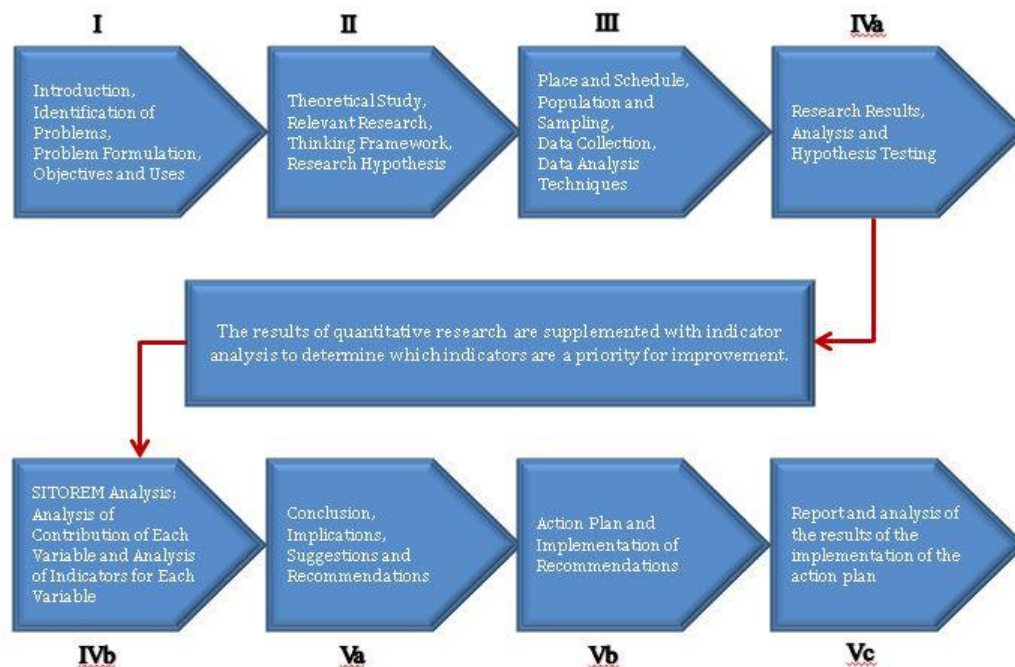 I
II
III
IVa
Introduction,
Identification of
Problems,
Problem Formulation,
Objectives and Uses
Theoretical Study,
Relevant Research,
Thinking Framework,
Research Hypothesis
Place and Schedule,
Population and
Sampling,
Data Collection,
Data Analysis
Techniques
Research Results,
Analysis and
Hypothesis Testing
The results of quantitative research are supplemented with indicator
analysis to determine which indicators are a priority for improvement.
SITOREM Analysis:
Analysis of
Contribution of Each
Variable and Analysis
of Indicators for Each
Variable
Conclusion,
Implications,
Suggestions and
Recommendations
Action Plan and
Implementation of
Recommendations
Report and analysis of
the results of the
implementation of the
action plan
IVb
Va
Vb
Vc